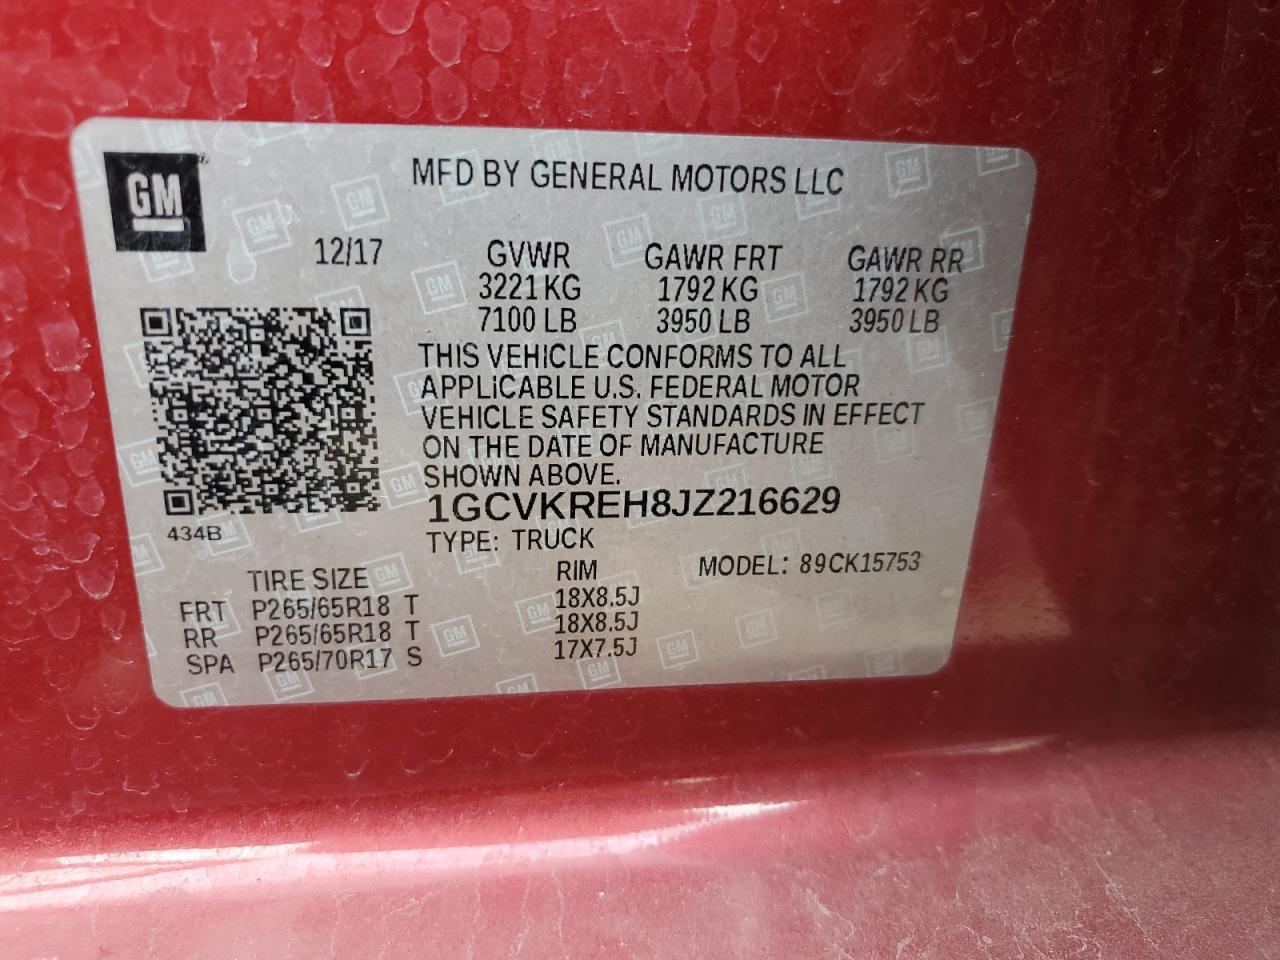 GM
MFD BY GENERAL MOTORS LLC
12/17 GVWR GAWR FRT GAWR RR
3221 KG 1792 KG 1792 KG
7100 LB 3950 LB 3950 LB
THIS VEHICLE CONFORMS TO ALL
APPLICABLE U.S. FEDERAL MOTOR
VEHICLE SAFETY STANDARDS IN EFFECT
ON THE DATE OF MANUFACTURE
SHOWN ABOVE.
1GCVKREH8JZ216629
434B
TYPE: TRUCK
TIRE SIZE RIM MODEL: 89CK15753
FRT P265/65R18 T 18X8.5J
RR P265/65R18 T 18X8.5J
SPA P265/70R17 S 17X7.5J